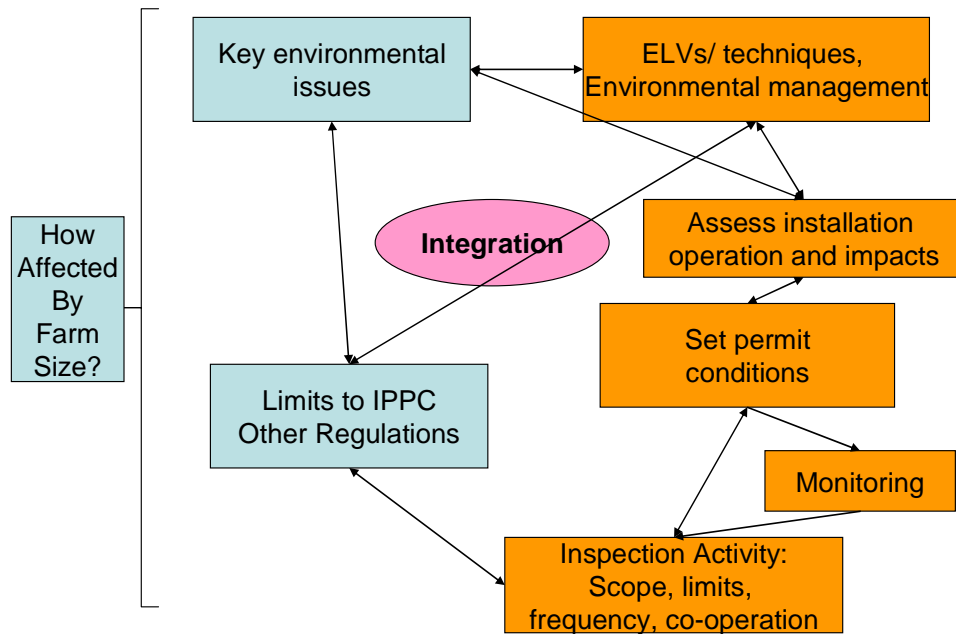 Key environmental
issues
ELVs/ techniques,
Environmental management
How
Affected
By
Farm
Size?
Integration
Assess installation
operation and impacts
Set permit
conditions
Limits to IPPC
Other Regulations
Monitoring
Inspection Activity:
Scope, limits,
frequency, co-operation